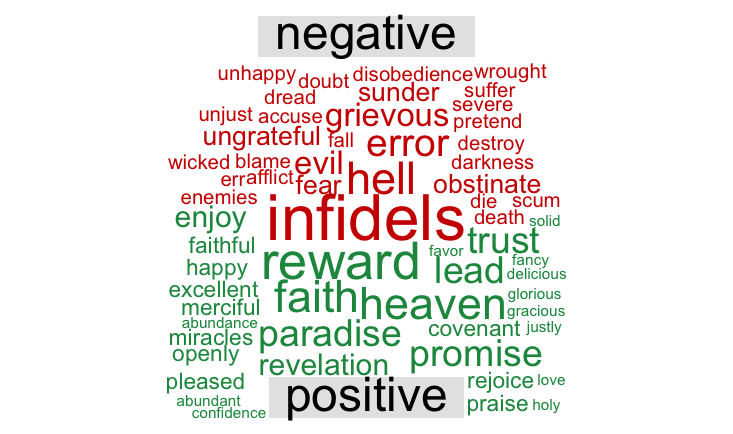 negative
unhappy doubt disobedience wrought
dread sunder suffer
unjust accuse grievous severe
pretend
ungrateful fall error destroy
wicked blame evil darkness
err afflict fear hell obstinate
enemies die scum
enjoy infidels death solid
faithful reward favor trust
happy lead fancy
delicious
excellent faith heaven glorious
merciful gracious
abundance paradise covenant justly
miracles
openly revelation promise
pleased positive rejoice love
abundant praise holy
confidence